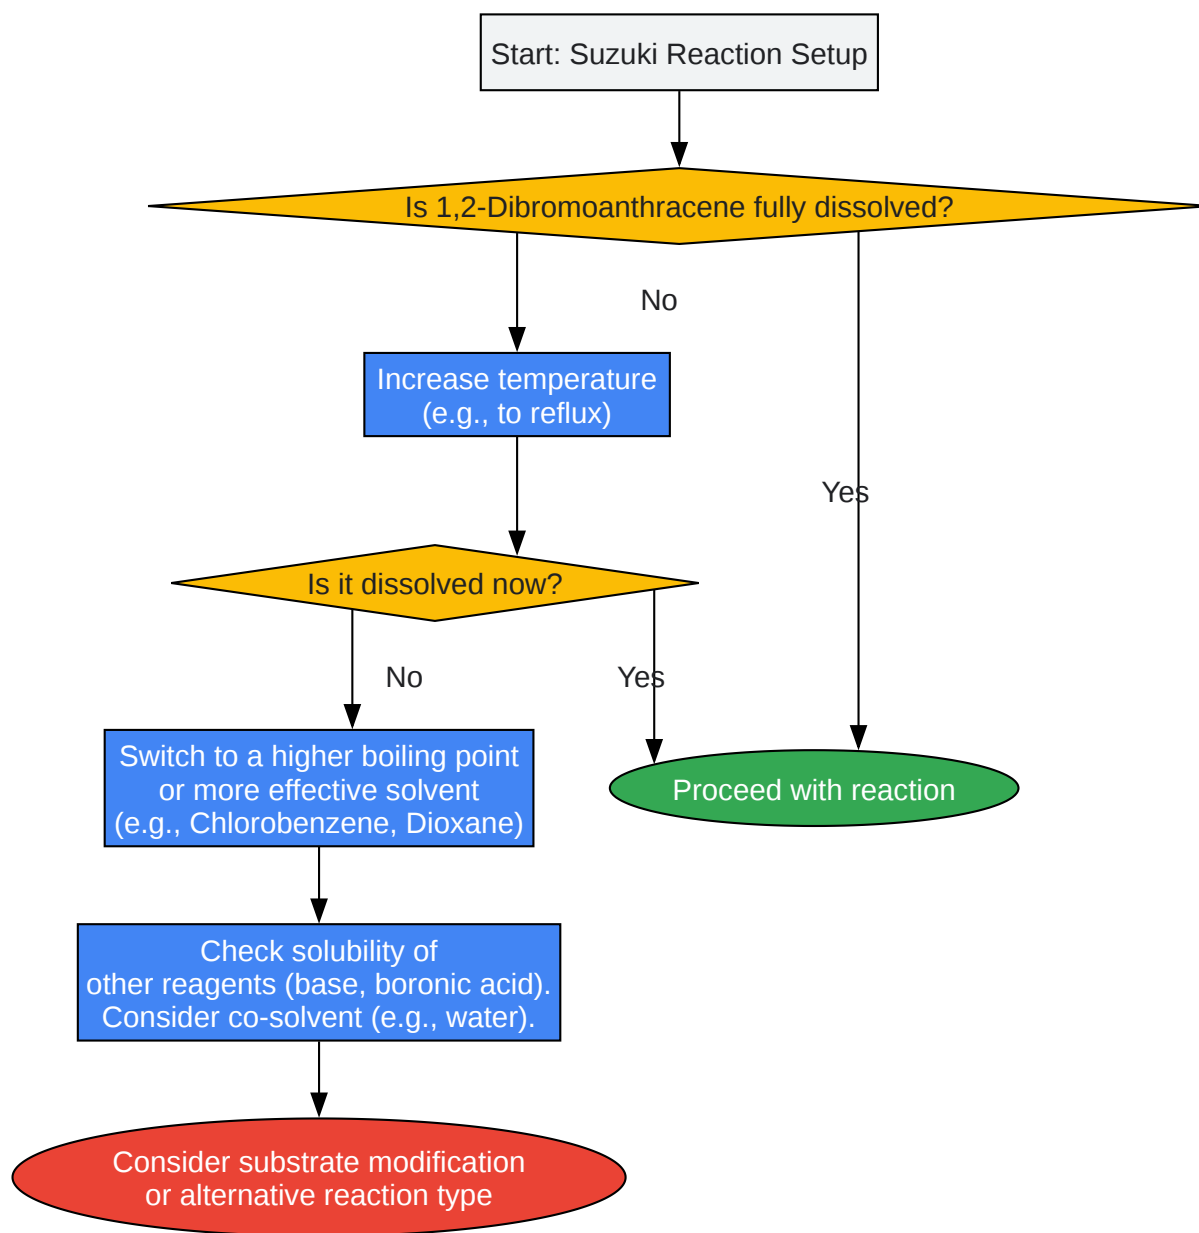 Start: Suzuki Reaction Setup
Is 1,2-Dibromoanthracene fully dissolved?
No
Increase temperature
(e.g., to reflux)
Yes
Is it dissolved now?
No
Yes
Switch to a higher boiling point
or more effective solvent
(e.g., Chlorobenzene, Dioxane)
Proceed with reaction
Check solubility of
other reagents (base, boronic acid).
Consider co-solvent (e.g., water).
Consider substrate modification
or alternative reaction type